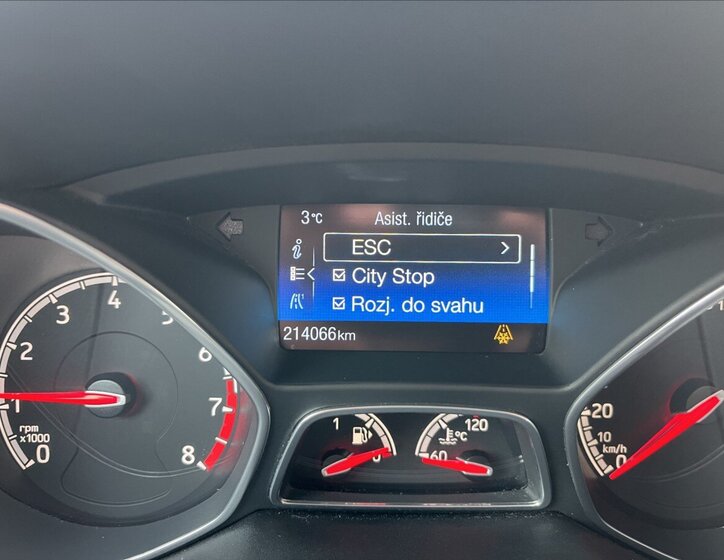 3°C Asist. řidiče
ESC
City Stop
Rozj. do svahu
214066km
0
1
2
3
4
5
6
7
8
rpm
x1000
1
0
60
120
°C
20
10
km/h
0